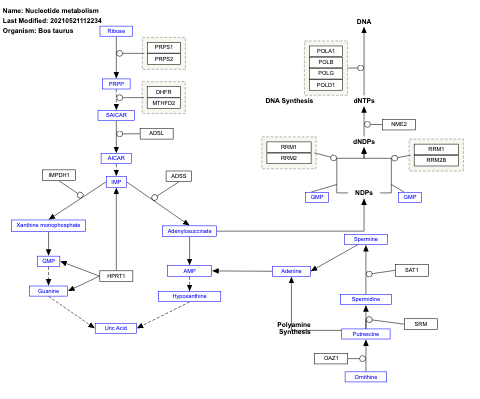 Name: Nucleotide metabolism
Last Modified: 20210521112234
Organism: Bos taurus
Ribose
DNA
PRPS1
PRPS2
POLA1
POLB
POLG
POLD1
PRPP
DHFR
MTHFD2
DNA Synthesis
dNTPs
SAICAR
NME2
ADSL
dNDPs
RRM1
RRM2
RRM1
RRM2B
AICAR
IMPDH1
IMP
ADSS
NDPs
GMP
GMP
Xanthine monophosphate
Adenylosuccinate
Spermine
GMP
AMP
Adenine
SAT1
HPRT1
Guanine
Hypoxanthine
Spermidine
Uric Acid
Polyamine
Synthesis
SRM
Putrescine
OAZ1
Ornithine